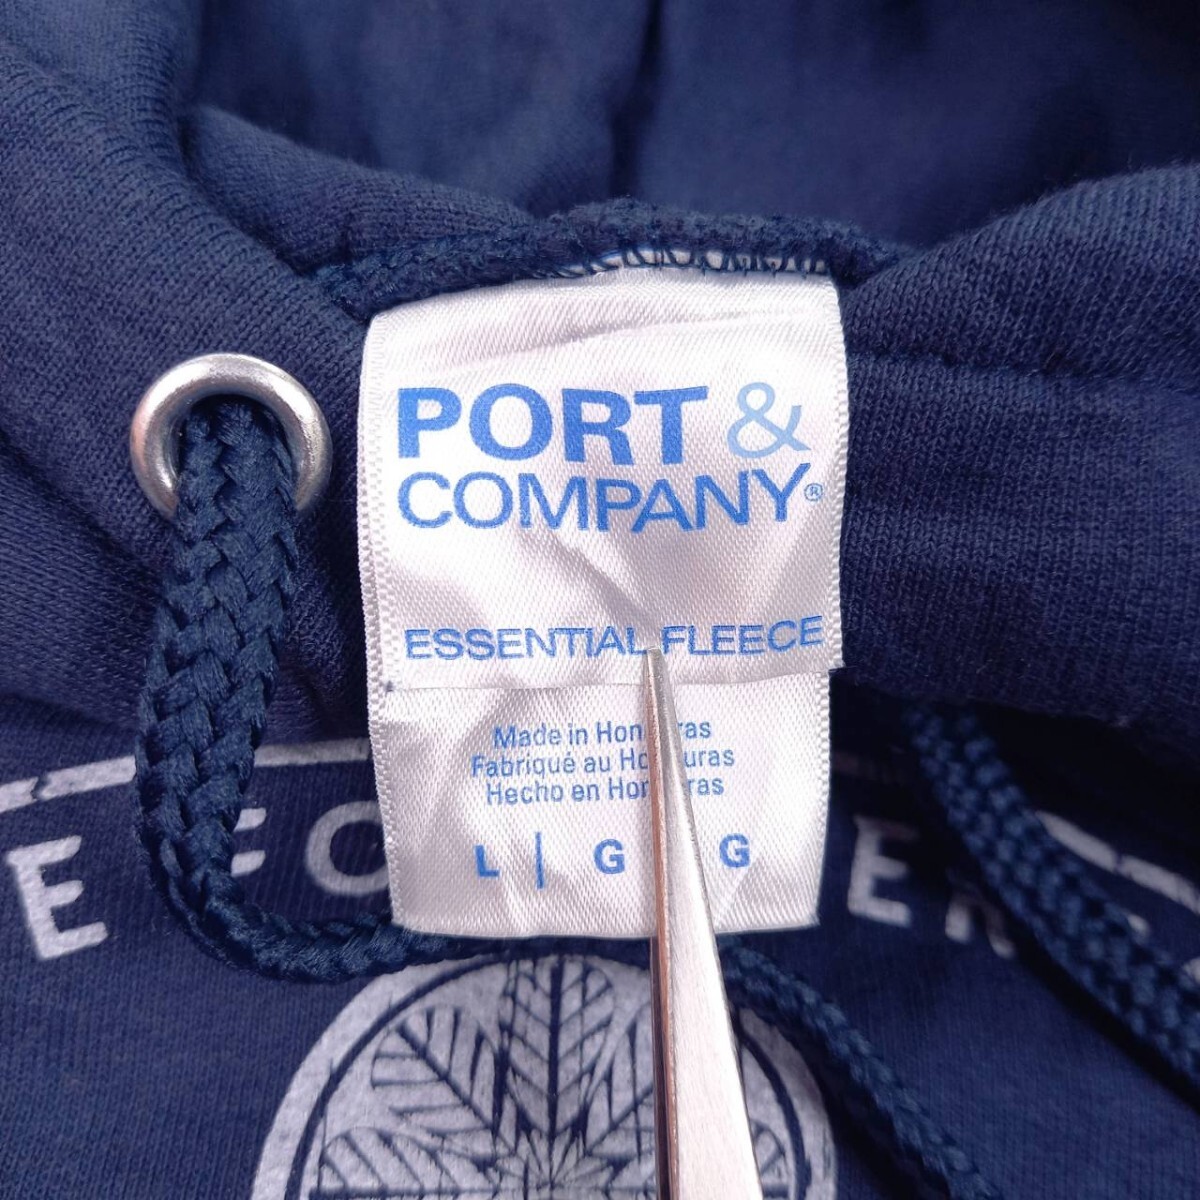 PORT &
COMPANY®
ESSENTIAL FLEECE
Made in
Fabriqué au
Hecho en
L | G G